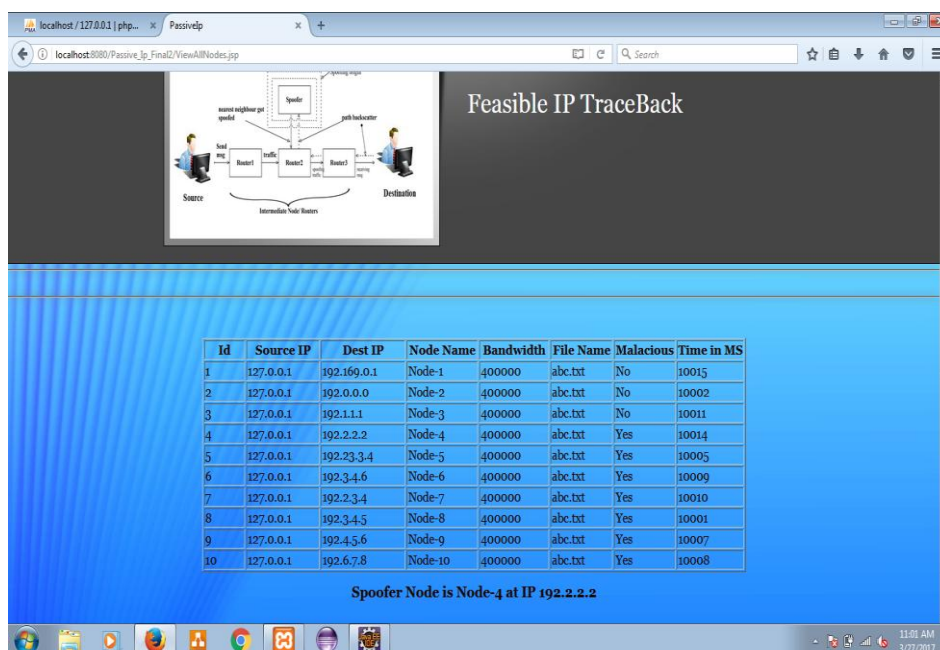 localhost / 127.0.0.1 | php...
PassiveIp
localhost:8080/Passive_Ip_Final2/ViewAllNodes.jsp
Search
Feasible IP TraceBack
Spoofer
nearest neighbour got spoofed
path backscatter
Send msg
traffic
Router1
Router2
Router3
spoofing traffic
receiving msg
Source
Destination
Intermediate Node/ Routers
Id Source IP Dest IP Node Name Bandwidth File Name Malacious Time in MS
1 127.0.0.1 192.169.0.1 Node-1 400000 abc.txt No 10015
2 127.0.0.1 192.0.0.0 Node-2 400000 abc.txt No 10002
3 127.0.0.1 192.1.1.1 Node-3 400000 abc.txt No 10011
4 127.0.0.1 192.2.2.2 Node-4 400000 abc.txt Yes 10014
5 127.0.0.1 192.23.3.4 Node-5 400000 abc.txt Yes 10005
6 127.0.0.1 192.3.4.6 Node-6 400000 abc.txt Yes 10009
7 127.0.0.1 192.2.3.4 Node-7 400000 abc.txt Yes 10010
8 127.0.0.1 192.3.4.5 Node-8 400000 abc.txt Yes 10001
9 127.0.0.1 192.4.5.6 Node-9 400000 abc.txt Yes 10007
10 127.0.0.1 192.6.7.8 Node-10 400000 abc.txt Yes 10008
Spoofer Node is Node-4 at IP 192.2.2.2
11:01 AM
3/27/2017